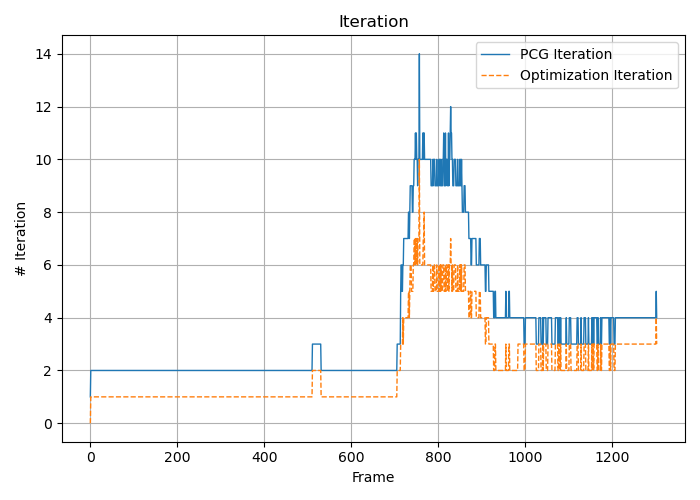 Iteration
PCG Iteration
Optimization Iteration
14
12
10
8
6
4
2
0
# Iteration
0 200 400 600 800 1000 1200
Frame